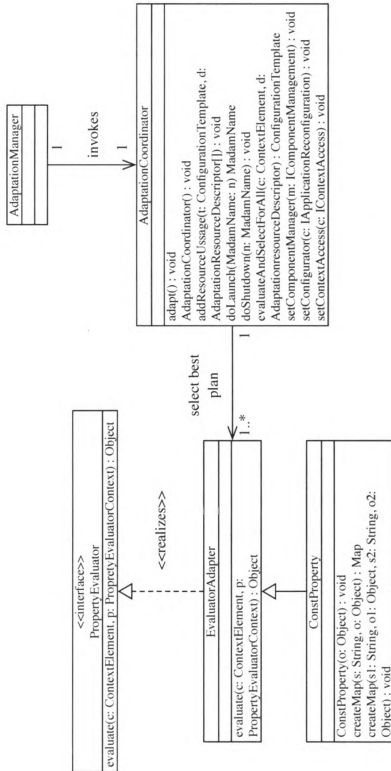 AdaptationManager
1
invokes
1
AdaptationCoordinator
adapt() : void
AdaptationCoordinator() : void
addResourceUssage(t: ConfigurationTemplate, d:
AdaptationResourceDescriptor[]) : void
doLaunch(MadamName: n) MadamName
doShutdown(n: MadamName) : void
evaluateAndSelectForAll(c: ContextElement, d:
AdaptationresourceDescriptor) : ConfigurationTemplate
setComponentManager(m: IComponentManagement) : void
setConfigurator(c: IApplicationReconfiguration) : void
setContextAccess(c: IContextAccess) : void
1
select best
plan
1..*
<<interface>>
PropertyEvaluator
evaluate(c: ContextElement, p: PropretyEvaluatorContext) : Object
<<realizes>>
EvaluatorAdapter
evaluate(c: ContextElement, p:
PropertyEvaluatorContext) : Object
ConstProperty
ConstProperty(o: Object) : void
createMap(s: String, o: Object) : Map
createMap(s1: String, o1: Object, s2: String, o2:
Object) : void